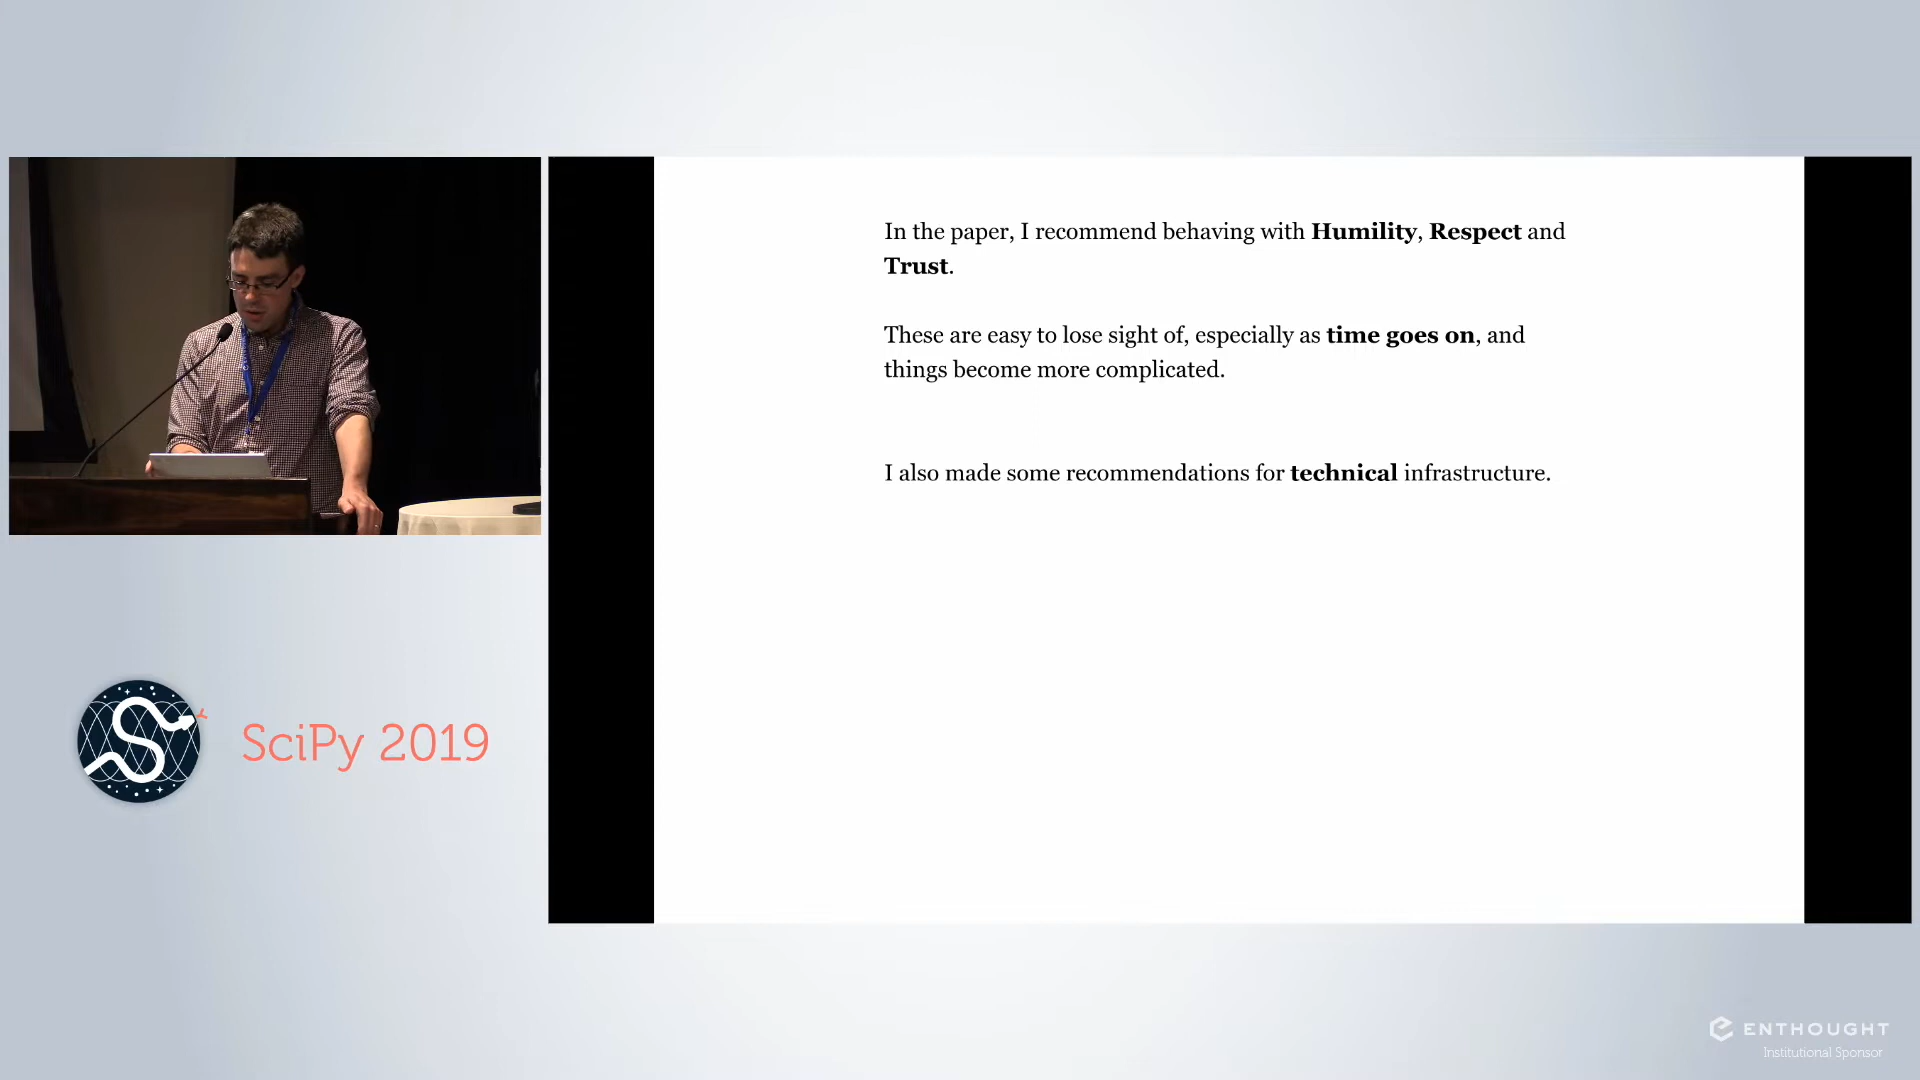 In the paper, I recommend behaving with Humility, Respect and
Trust.
These are easy to lose sight of, especially as time goes on, and
things become more complicated.
I also made some recommendations for technical infrastructure.
SciPy 2019
ENTHOUGHT
Institutional Sponsor